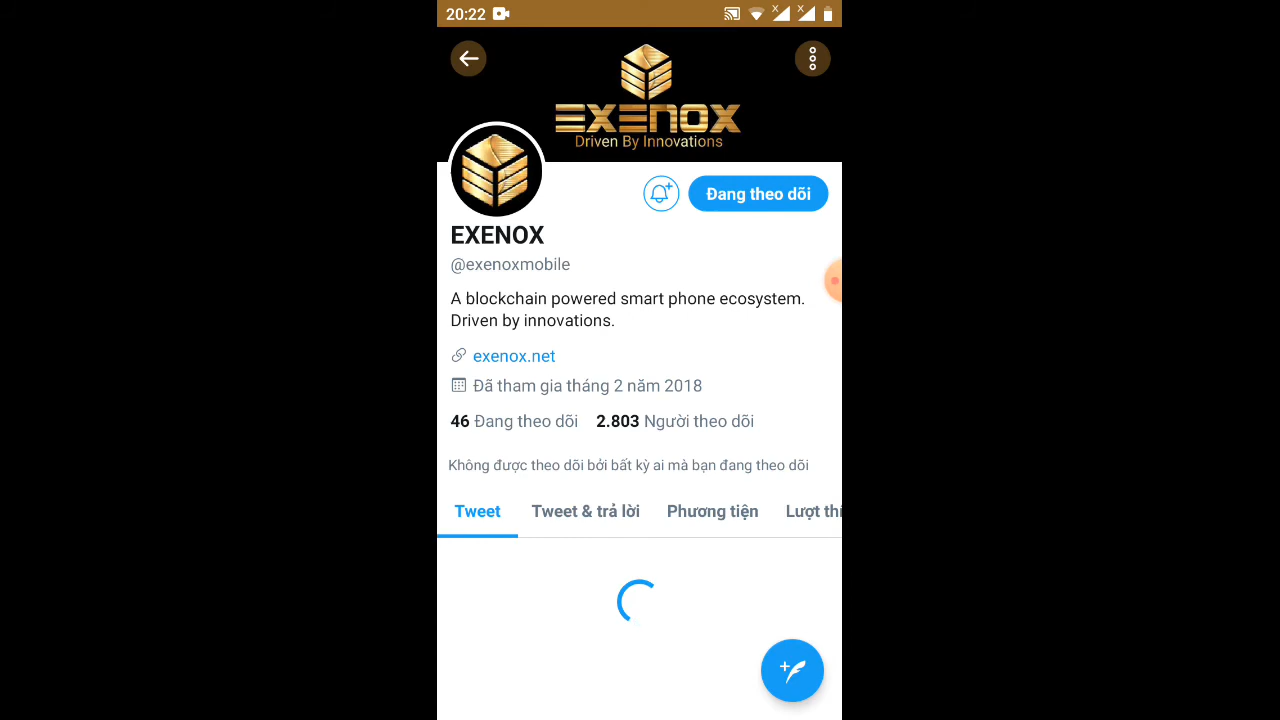 20:22
EXENOX
Driven By Innovations
Đang theo dõi
EXENOX
@exenoxmobile
A blockchain powered smart phone ecosystem.
Driven by innovations.
exenox.net
Đã tham gia tháng 2 năm 2018
46 Đang theo dõi 2.803 Người theo dõi
Không được theo dõi bởi bất kỳ ai mà bạn đang theo dõi
Tweet Tweet & trả lời Phương tiện Lượt thí